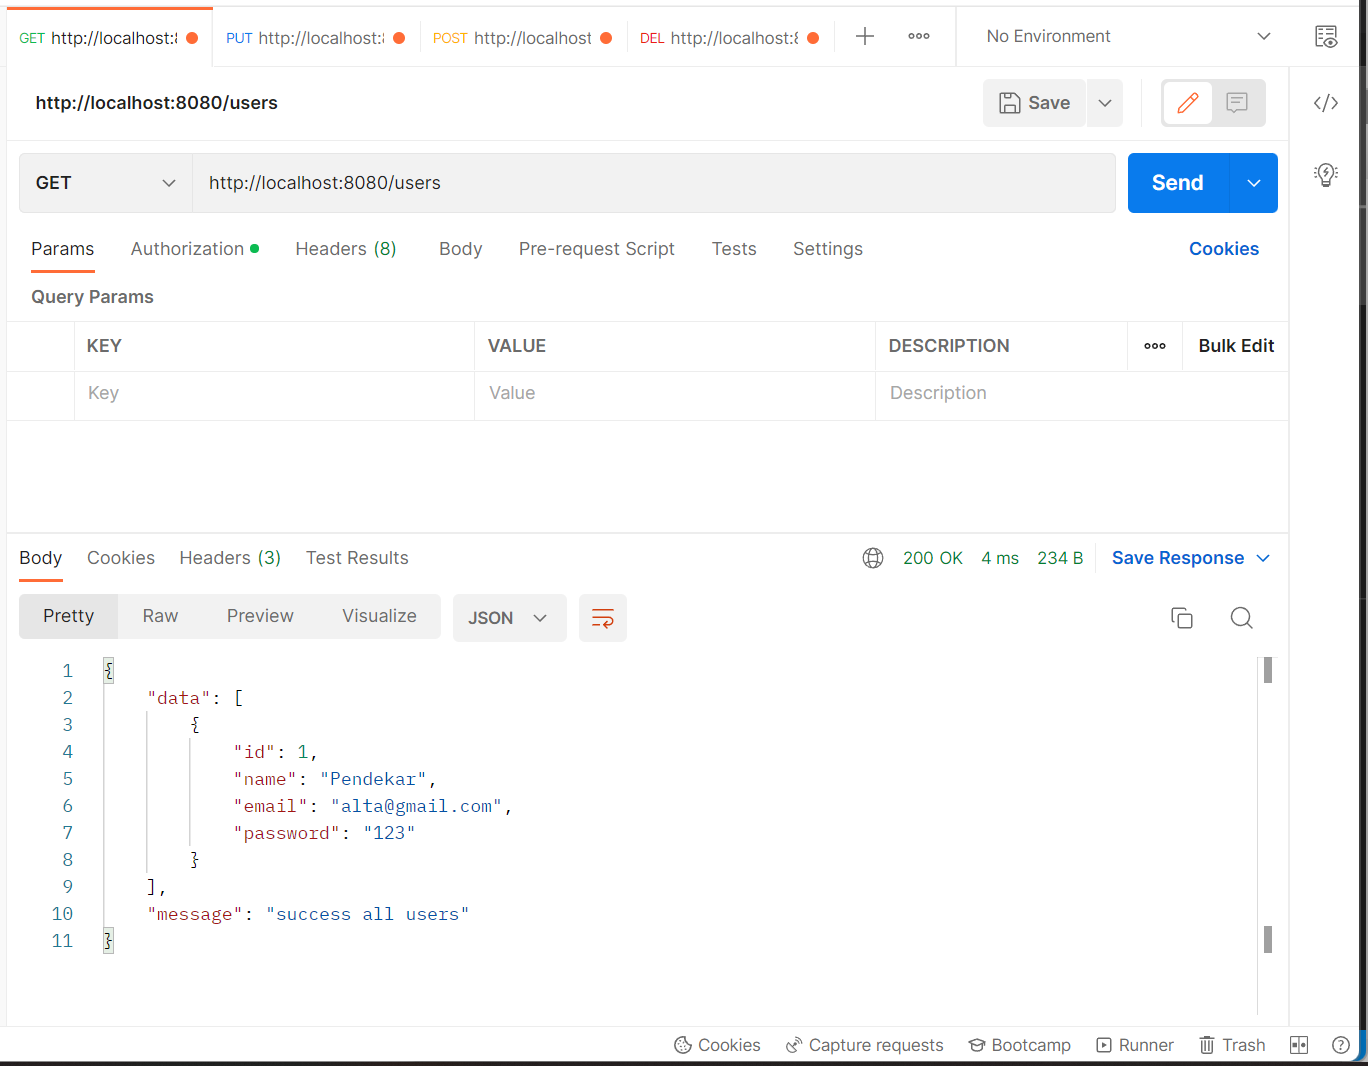 GET http://localhost:8 PUT http://localhost: POST http://localhost DEL http://localhost:8 No Environment
http://localhost:8080/users Save
GET http://localhost:8080/users Send
Params Authorization Headers (8) Body Pre-request Script Tests Settings Cookies
Query Params
KEY VALUE DESCRIPTION Bulk Edit
Key Value Description
Body Cookies Headers (3) Test Results 200 OK 4 ms 234 B Save Response
Pretty Raw Preview Visualize JSON
1 {
2 "data": [
3 {
4 "id": 1,
5 "name": "Pendekar",
6 "email": "alta@gmail.com",
7 "password": "123"
8 }
9 ],
10 "message": "success all users"
11 }
Cookies Capture requests Bootcamp Runner Trash